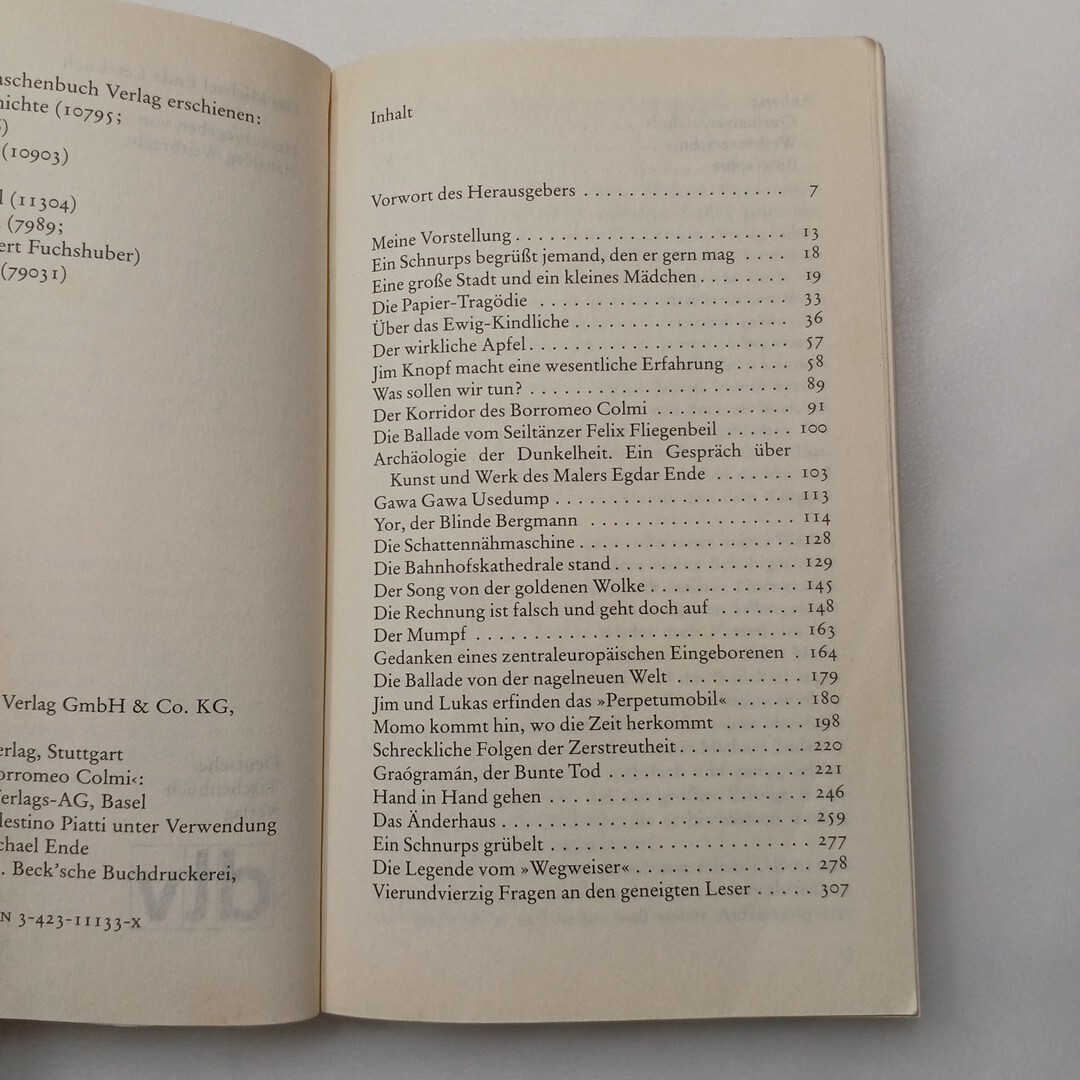 aschenbuch Verlag erschienen:
hichte (10795;
)
(10903)
l (11304)
(7989;
ert Fuchshuber)
(79031)
Verlag GmbH & Co. KG,
erlag, Stuttgart
orromeo Colmi‹:
Verlags-AG, Basel
lestino Piatti unter Verwendung
chael Ende
. Beck'sche Buchdruckerei,
N 3-423-11133-X
Inhalt
Vorwort des Herausgebers . . . . . . . . . . . . . . . . . . 7
Meine Vorstellung . . . . . . . . . . . . . . . . . . . . . . . . 13
Ein Schnurps begrüßt jemand, den er gern mag . . . . 18
Eine große Stadt und ein kleines Mädchen . . . . . . . . 19
Die Papier-Tragödie . . . . . . . . . . . . . . . . . . . . . . 33
Über das Ewig-Kindliche . . . . . . . . . . . . . . . . . . . 36
Der wirkliche Apfel . . . . . . . . . . . . . . . . . . . . . . . 57
Jim Knopf macht eine wesentliche Erfahrung . . . . . 58
Was sollen wir tun? . . . . . . . . . . . . . . . . . . . . . . . 89
Der Korridor des Borromeo Colmi . . . . . . . . . . . . 91
Die Ballade vom Seiltänzer Felix Fliegenbeil . . . . . . 100
Archäologie der Dunkelheit. Ein Gespräch über
Kunst und Werk des Malers Egdar Ende . . . . . . . 103
Gawa Gawa Usedump . . . . . . . . . . . . . . . . . . . . . 113
Yor, der Blinde Bergmann . . . . . . . . . . . . . . . . . . 114
Die Schattennähmaschine . . . . . . . . . . . . . . . . . . . 128
Die Bahnhofskathedrale stand . . . . . . . . . . . . . . . . 129
Der Song von der goldenen Wolke . . . . . . . . . . . . . 145
Die Rechnung ist falsch und geht doch auf . . . . . . . 148
Der Mumpf . . . . . . . . . . . . . . . . . . . . . . . . . . . . 163
Gedanken eines zentraleuropäischen Eingeborenen . 164
Die Ballade von der nagelneuen Welt . . . . . . . . . . . 179
Jim und Lukas erfinden das »Perpetumobil« . . . . . . 180
Momo kommt hin, wo die Zeit herkommt . . . . . . . 198
Schreckliche Folgen der Zerstreutheit . . . . . . . . . . . 220
Graógramán, der Bunte Tod . . . . . . . . . . . . . . . . . 221
Hand in Hand gehen . . . . . . . . . . . . . . . . . . . . . . 246
Das Änderhaus . . . . . . . . . . . . . . . . . . . . . . . . . . 259
Ein Schnurps grübelt . . . . . . . . . . . . . . . . . . . . . . 277
Die Legende vom »Wegweiser« . . . . . . . . . . . . . . . 278
Vierundvierzig Fragen an den geneigten Leser . . . . . 307